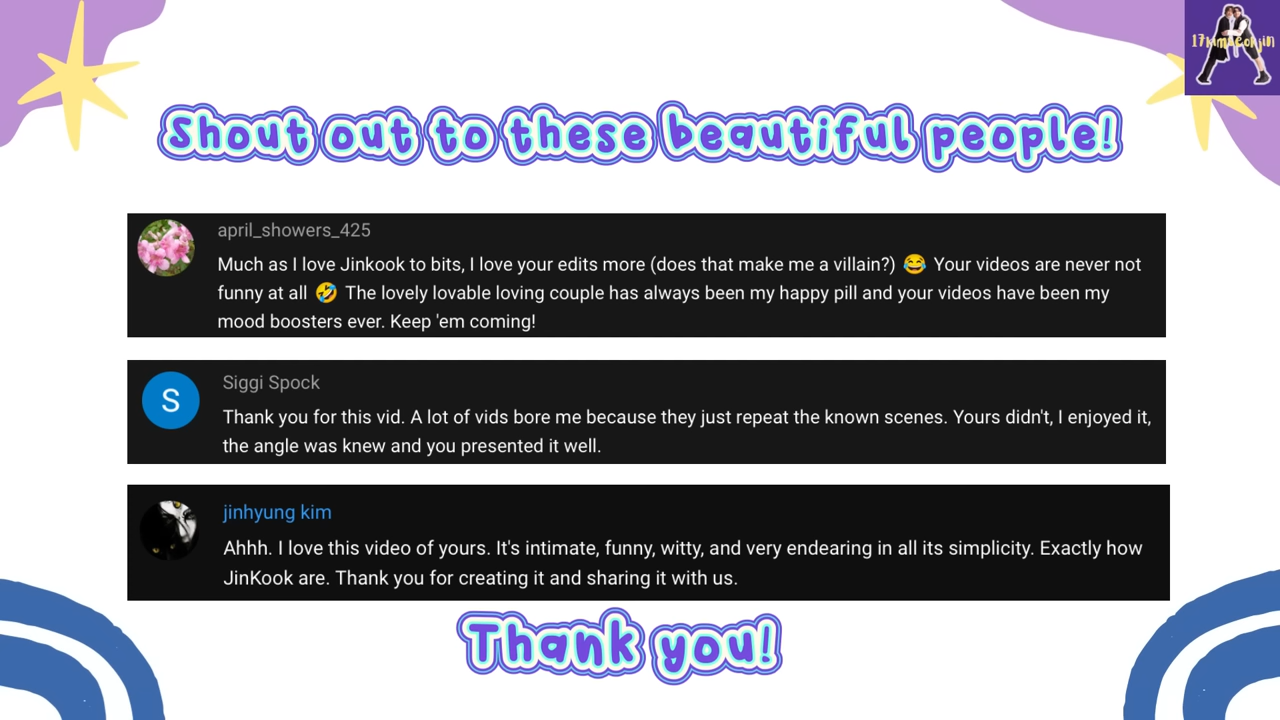 17kimseokjin
Shout out to these beautiful people!
april_showers_425
Much as I love Jinkook to bits, I love your edits more (does that make me a villain?) 😂 Your videos are never not
funny at all 🤣 The lovely lovable loving couple has always been my happy pill and your videos have been my
mood boosters ever. Keep 'em coming!
S
Siggi Spock
Thank you for this vid. A lot of vids bore me because they just repeat the known scenes. Yours didn't, I enjoyed it,
the angle was knew and you presented it well.
jinhyung kim
Ahhh. I love this video of yours. It's intimate, funny, witty, and very endearing in all its simplicity. Exactly how
JinKook are. Thank you for creating it and sharing it with us.
Thank you!